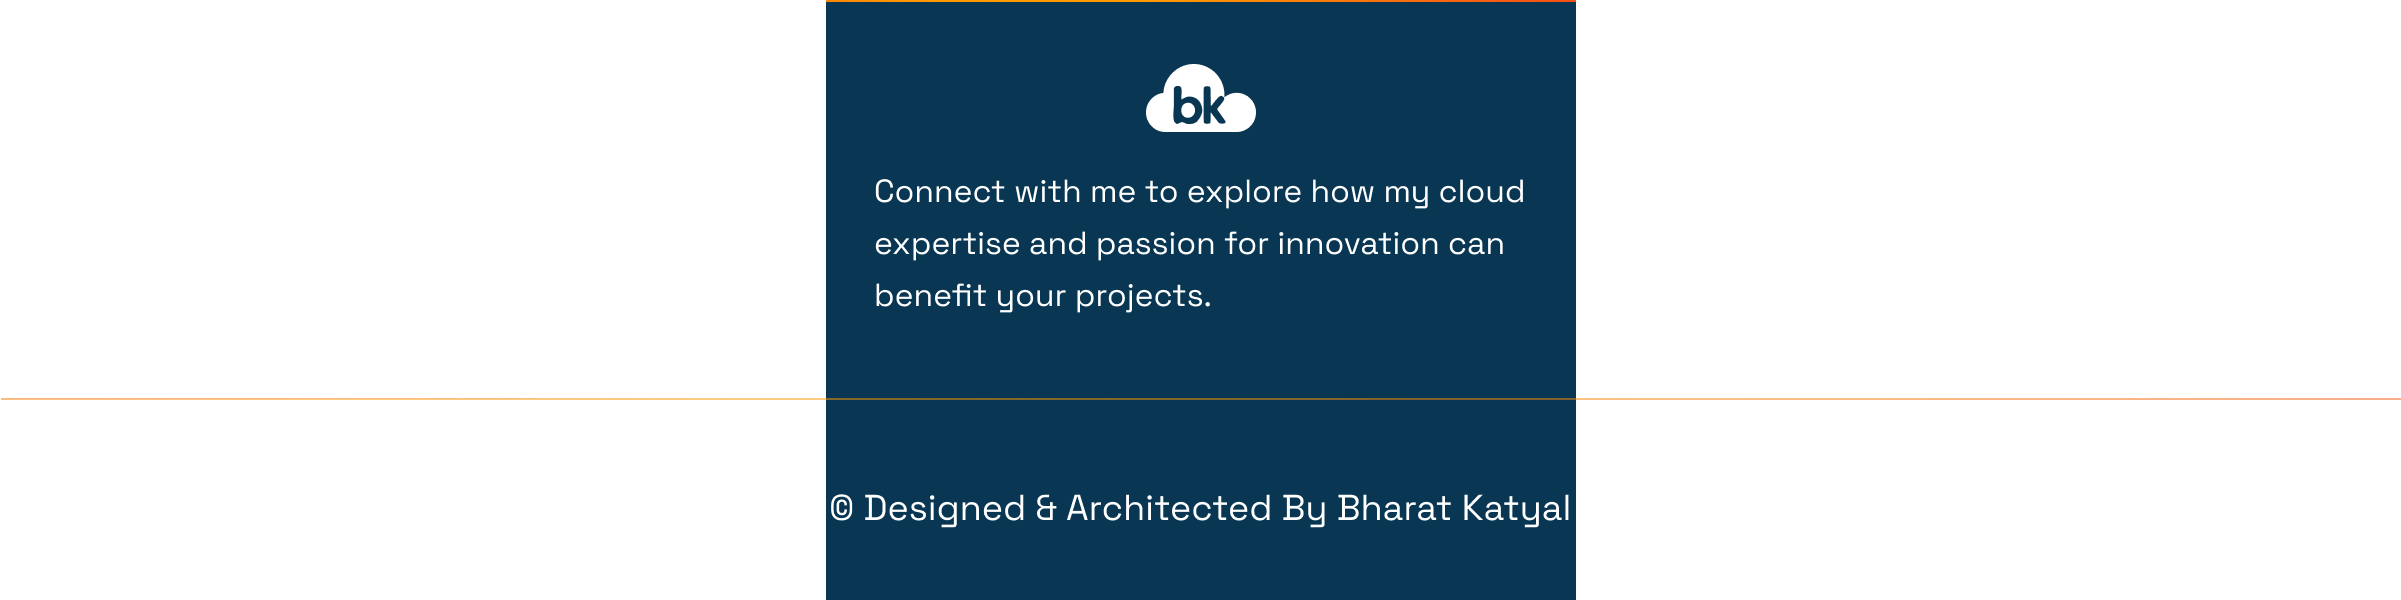 bk
Connect with me to explore how my cloud
expertise and passion for innovation can
benefit your projects.
© Designed & Architected By Bharat Katyal